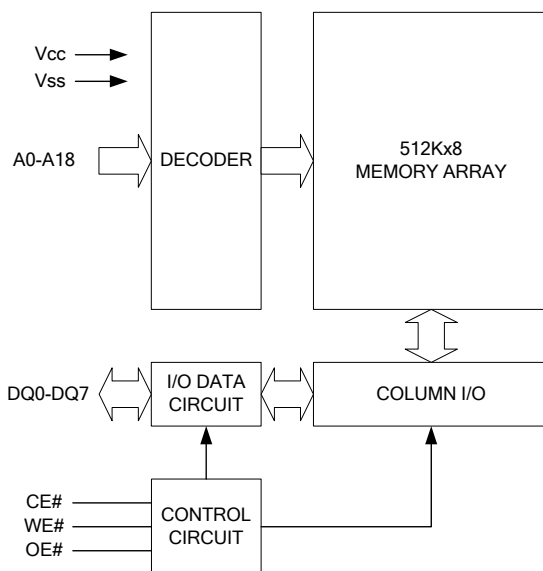 Vcc
Vss
A0-A18
DECODER
512Kx8
MEMORY ARRAY
DQ0-DQ7
I/O DATA
CIRCUIT
COLUMN I/O
CE#
WE#
OE#
CONTROL
CIRCUIT